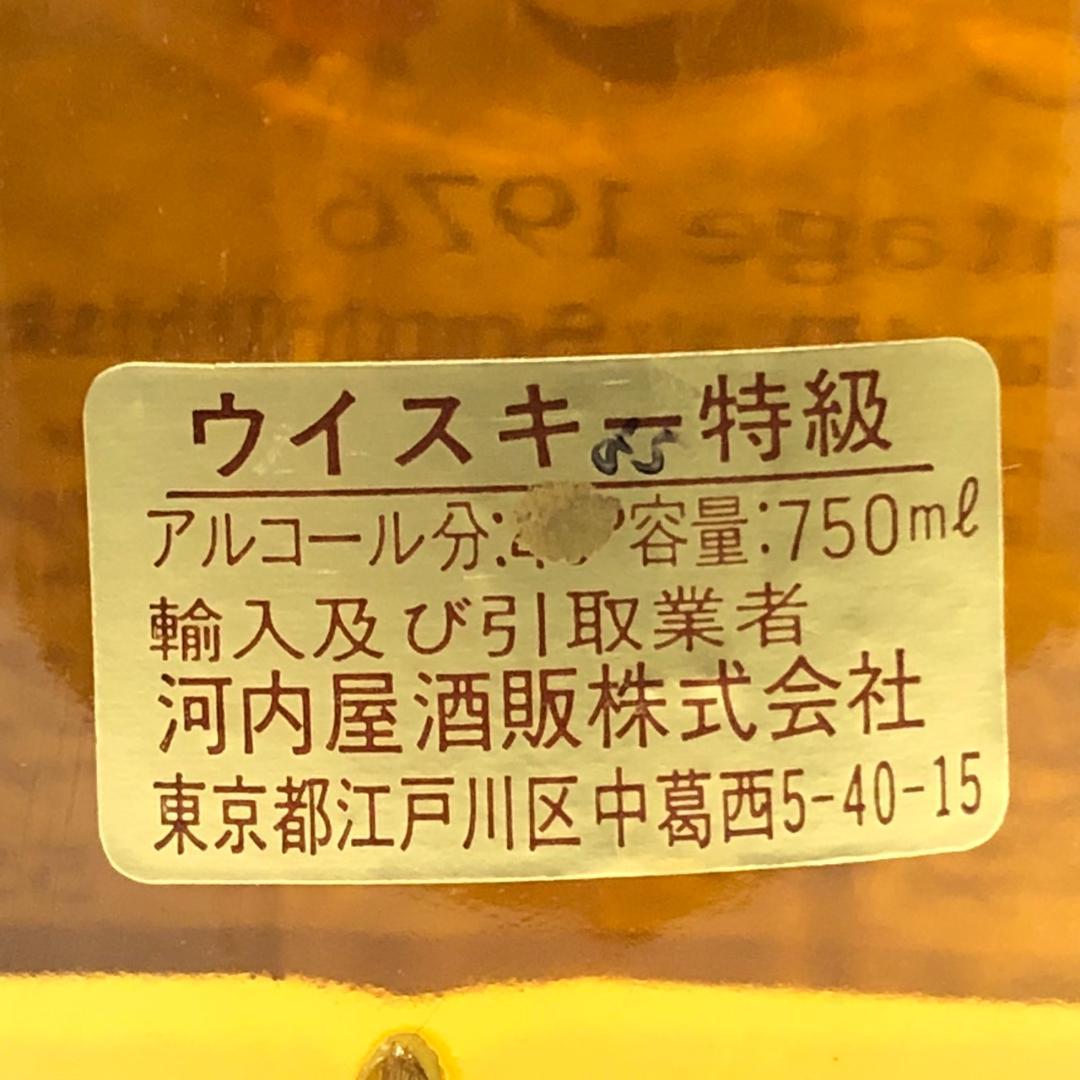 1976
ウイスキー特級
55
アルコール分: 容量:750ml
輸入及び引取業者
河内屋酒販株式会社
東京都江戸川区中葛西5-40-15